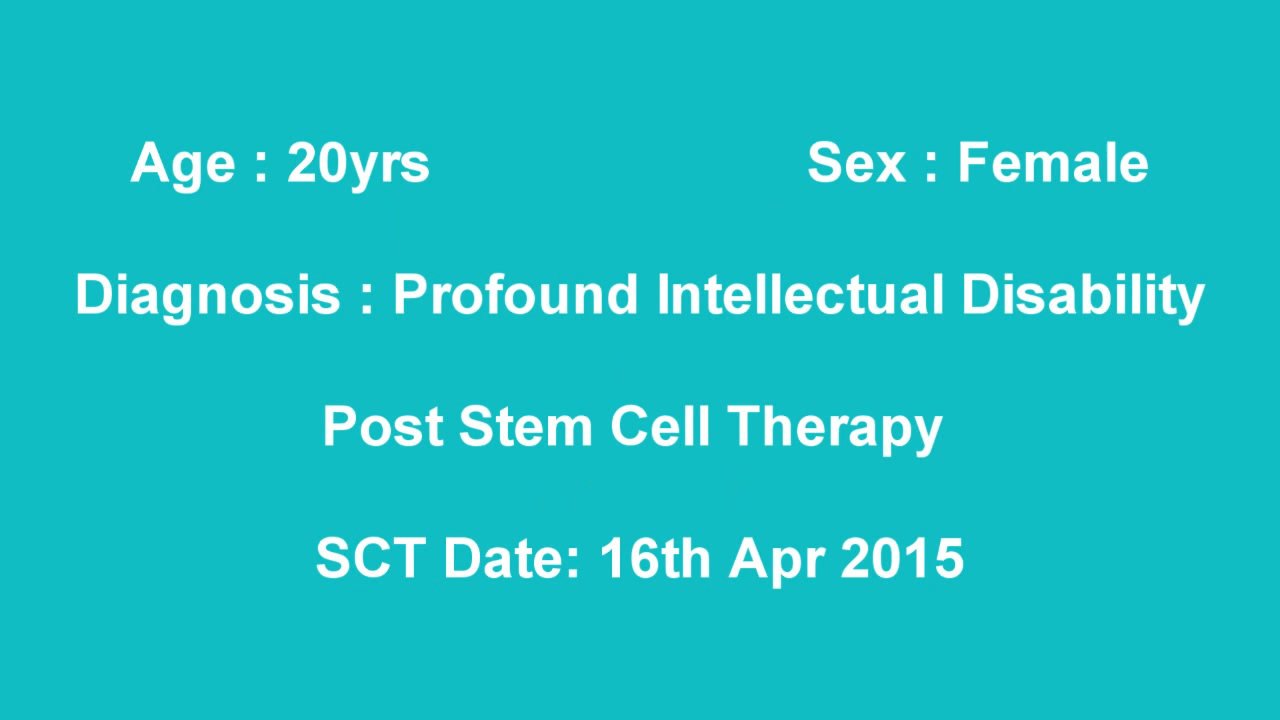 Age : 20yrs Sex : Female
Diagnosis : Profound Intellectual Disability
Post Stem Cell Therapy
SCT Date: 16th Apr 2015